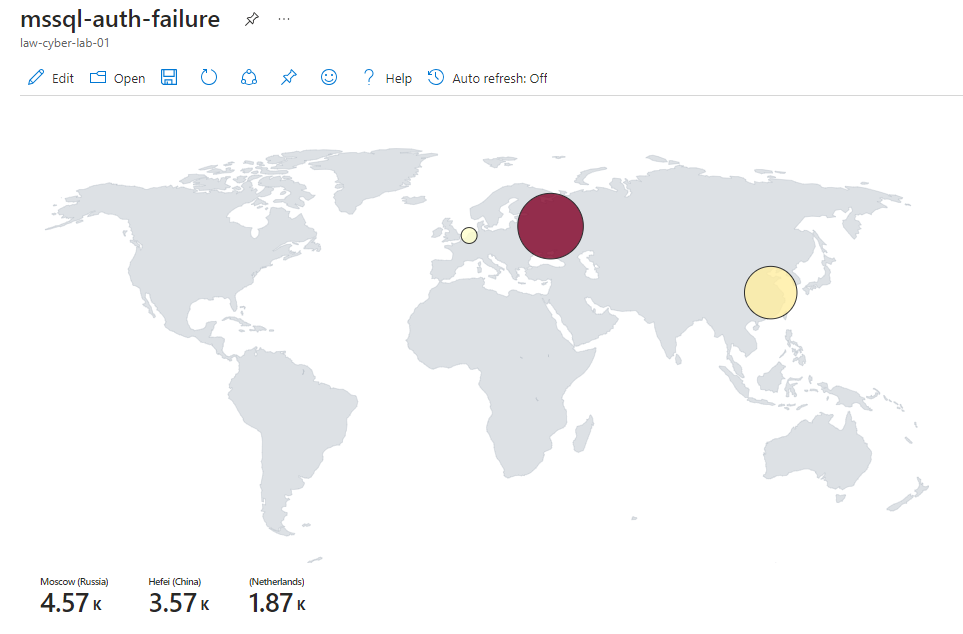 mssql-auth-failure
law-cyber-lab-01
Edit Open Help Auto refresh: Off
Moscow (Russia) Hefei (China) (Netherlands)
4.57 K 3.57 K 1.87 K